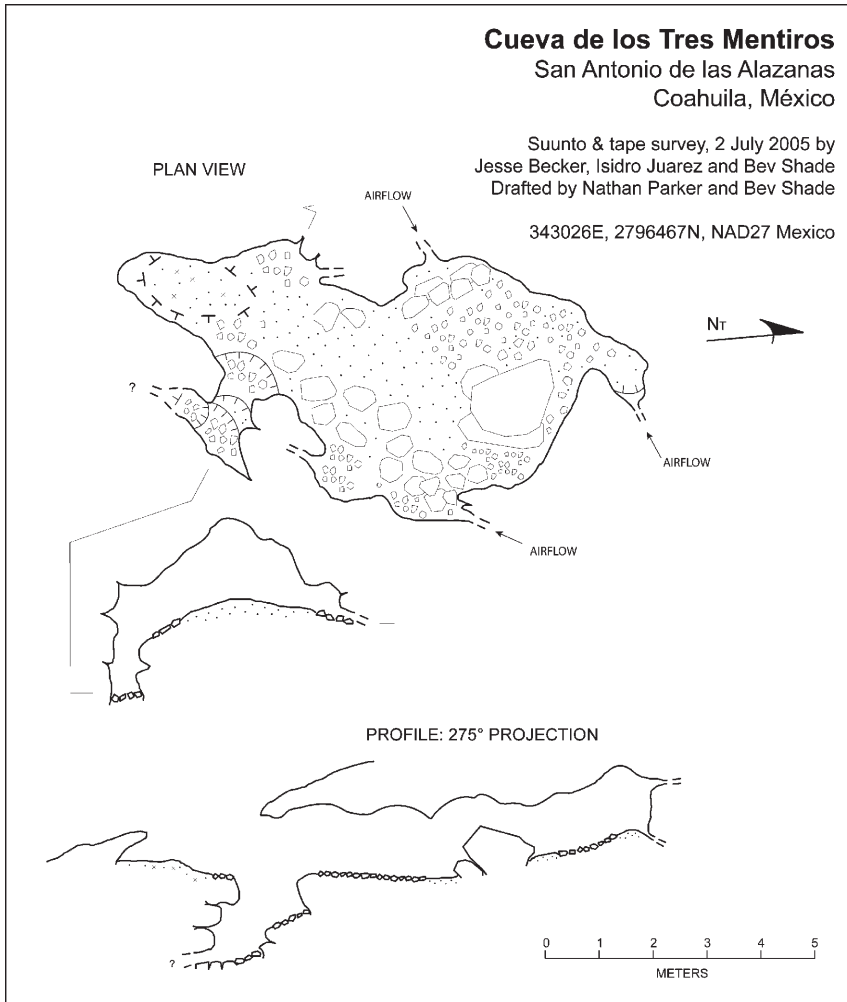 Cueva de los Tres Mentiros
San Antonio de las Alazanas
Coahuila, México
Suunto & tape survey, 2 July 2005 by
Jesse Becker, Isidro Juarez and Bev Shade
Drafted by Nathan Parker and Bev Shade
343026E, 2796467N, NAD27 Mexico
PLAN VIEW
AIRFLOW
NT
?
AIRFLOW
AIRFLOW
PROFILE: 275° PROJECTION
?
0 1 2 3 4 5
METERS